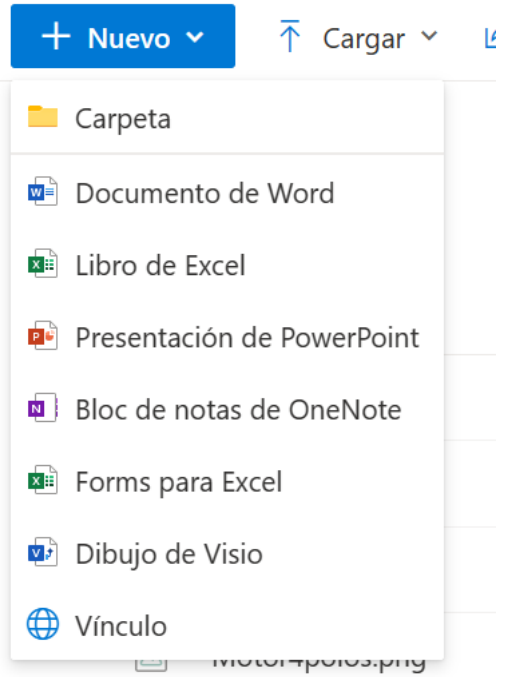 Nuevo Cargar
Carpeta
Documento de Word
Libro de Excel
Presentación de PowerPoint
Bloc de notas de OneNote
Forms para Excel
Dibujo de Visio
Vínculo
Motor4polos.png